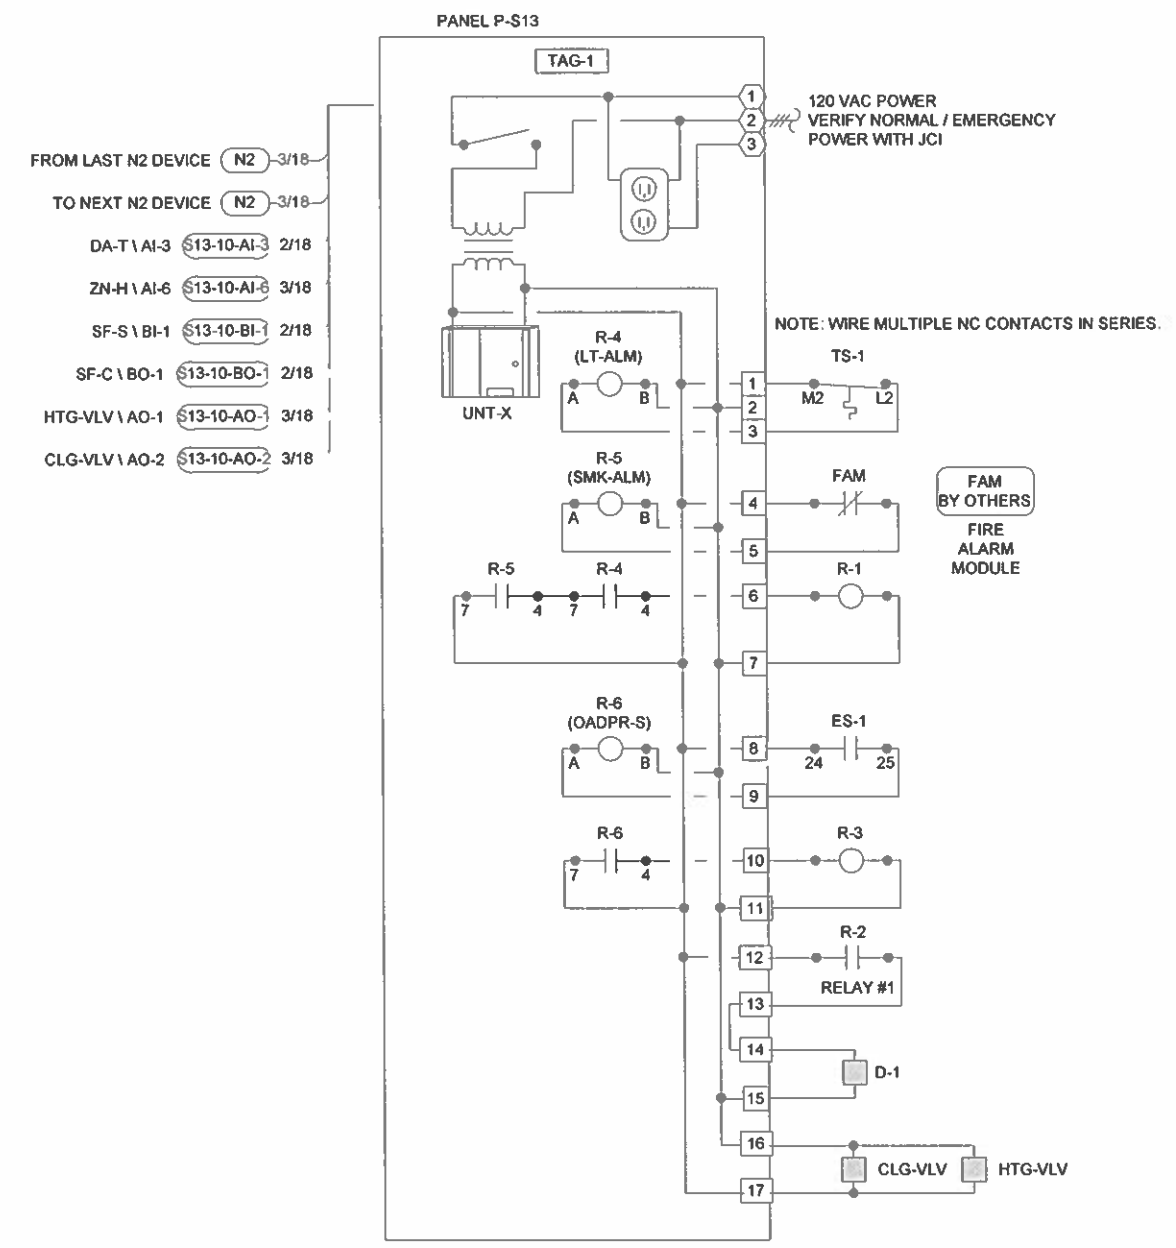 PANEL P-S13
TAG-1
1
2
3
120 VAC POWER
VERIFY NORMAL / EMERGENCY
POWER WITH JCI
FROM LAST N2 DEVICE N2 3/18
TO NEXT N2 DEVICE N2 3/18
DA-T \ AI-3 S13-10-AI-3 2/18
ZN-H \ AI-6 S13-10-AI-6 3/18
SF-S \ BI-1 S13-10-BI-1 2/18
SF-C \ BO-1 S13-10-BO-1 2/18
HTG-VLV \ AO-1 S13-10-AO-1 3/18
CLG-VLV \ AO-2 S13-10-AO-2 3/18
UNT-X
NOTE: WIRE MULTIPLE NC CONTACTS IN SERIES.
R-4
(LT-ALM)
A B
1
2
3
TS-1
M2 L2
R-5
(SMK-ALM)
A B
4
5
FAM
FAM
BY OTHERS
FIRE
ALARM
MODULE
R-5 R-4
7 4 7 4
6
7
R-1
R-6
(OADPR-S)
A B
8
9
ES-1
24 25
R-6
7 4
10
11
R-3
12
R-2
RELAY #1
13
14
D-1
15
16
CLG-VLV HTG-VLV
17